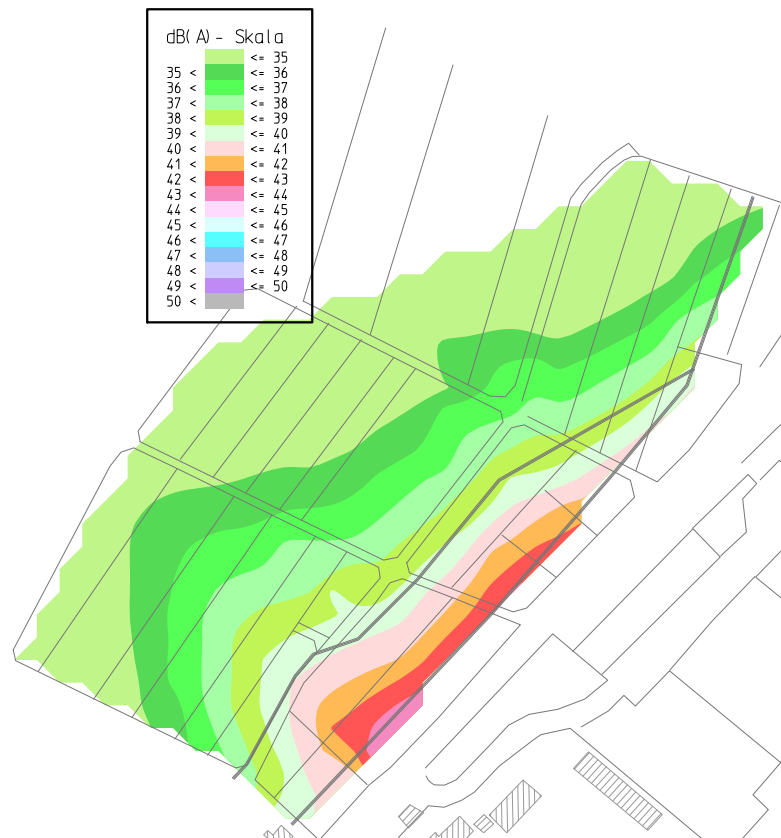 dB(A) - Skala
<= 35
35 < <= 36
36 < <= 37
37 < <= 38
38 < <= 39
39 < <= 40
40 < <= 41
41 < <= 42
42 < <= 43
43 < <= 44
44 < <= 45
45 < <= 46
46 < <= 47
47 < <= 48
48 < <= 49
49 < <= 50
50 <